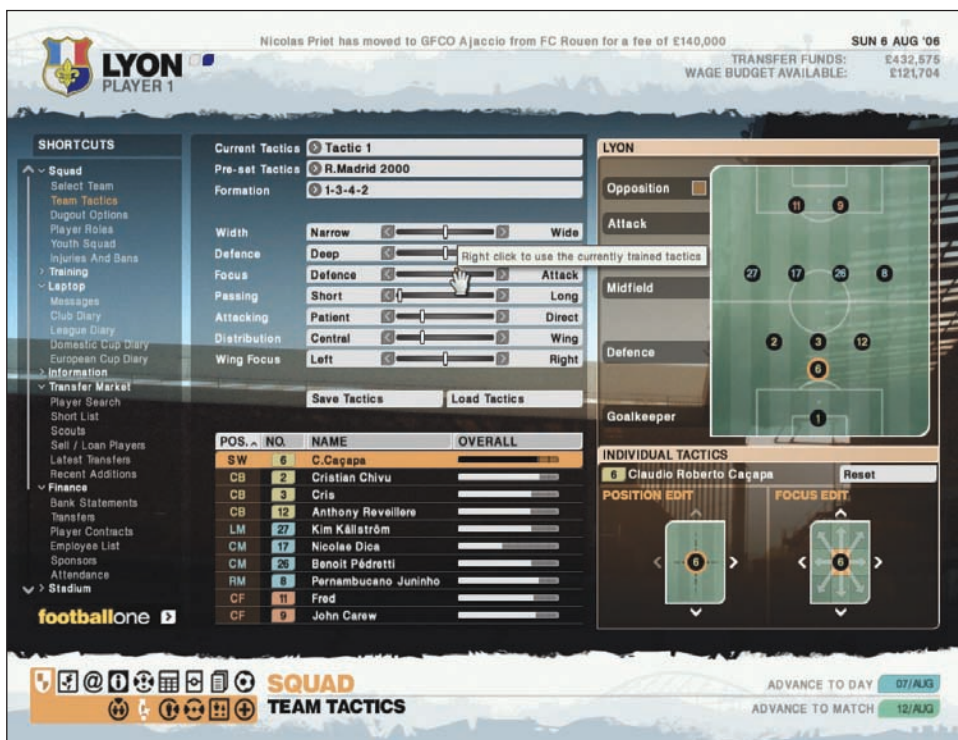 Nicolas Priet has moved to GFCO Ajaccio from FC Rouen for a fee of £140,000
SUN 6 AUG '06
LYON
PLAYER 1
TRANSFER FUNDS: £432,575
WAGE BUDGET AVAILABLE: £121,704
SHORTCUTS
Squad
Select Team
Team Tactics
Dugout Options
Player Roles
Youth Squad
Injuries And Bans
Training
Laptop
Messages
Club Diary
League Diary
Domestic Cup Diary
European Cup Diary
Information
Transfer Market
Player Search
Short List
Scouts
Sell / Loan Players
Latest Transfers
Recent Additions
Finance
Bank Statements
Transfers
Player Contracts
Employee List
Sponsors
Attendance
Stadium
footballone
Current Tactics Tactic 1
Pre-set Tactics R.Madrid 2000
Formation 1-3-4-2
Width Narrow Wide
Defence Deep
Right click to use the currently trained tactics
Focus Defence Attack
Passing Short Long
Attacking Patient Direct
Distribution Central Wing
Wing Focus Left Right
Save Tactics Load Tactics
POS. NO. NAME OVERALL
SW 6 C.Caçapa
CB 2 Cristian Chivu
CB 3 Cris
CB 12 Anthony Reveillere
LM 27 Kim Källström
CM 17 Nicolae Dica
CM 26 Benoit Pédretti
RM 8 Pernambucano Juninho
CF 11 Fred
CF 9 John Carew
LYON
Opposition
Attack
Midfield
Defence
Goalkeeper
11 9
27 17 26 8
2 3 12
6
1
INDIVIDUAL TACTICS
6 Claudio Roberto Caçapa Reset
POSITION EDIT FOCUS EDIT
6 6
SQUAD
TEAM TACTICS
ADVANCE TO DAY 07/AUG
ADVANCE TO MATCH 12/AUG